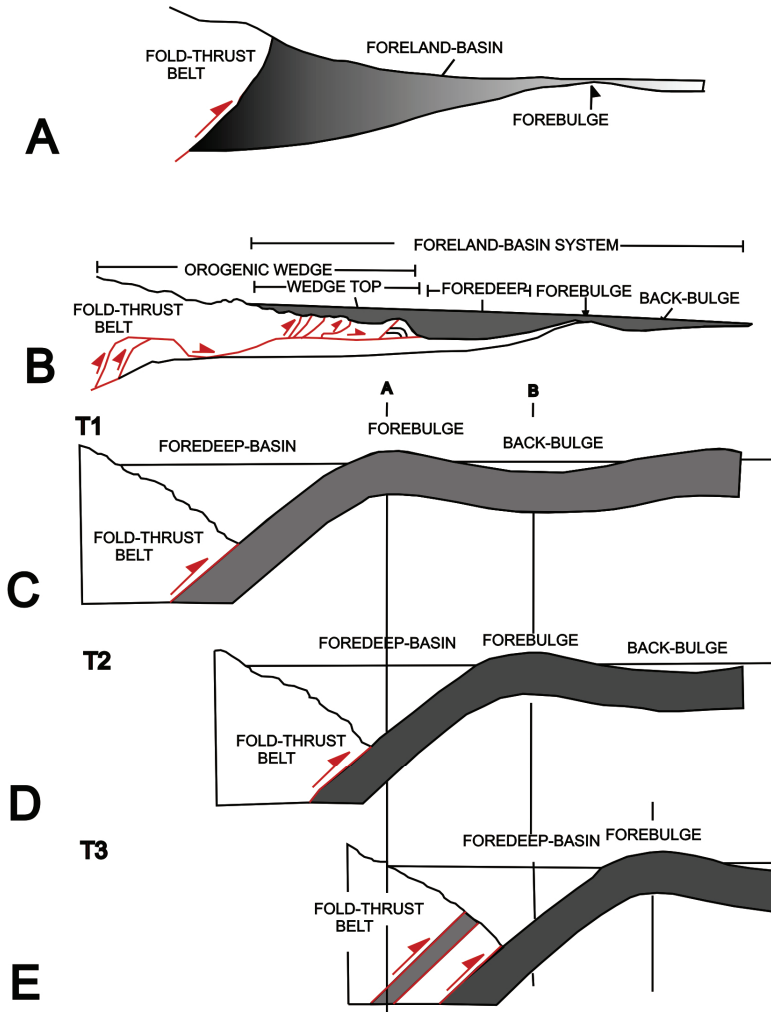 FOLD-THRUST
BELT
FORELAND-BASIN
FOREBULGE
A
FORELAND-BASIN SYSTEM
OROGENIC WEDGE
WEDGE TOP
FOREDEEP
FOREBULGE
BACK-BULGE
FOLD-THRUST
BELT
B
A
B
T1
FOREDEEP-BASIN
FOREBULGE
BACK-BULGE
FOLD-THRUST
BELT
C
T2
FOREDEEP-BASIN
FOREBULGE
BACK-BULGE
FOLD-THRUST
BELT
D
T3
FOREDEEP-BASIN
FOREBULGE
FOLD-THRUST
BELT
E